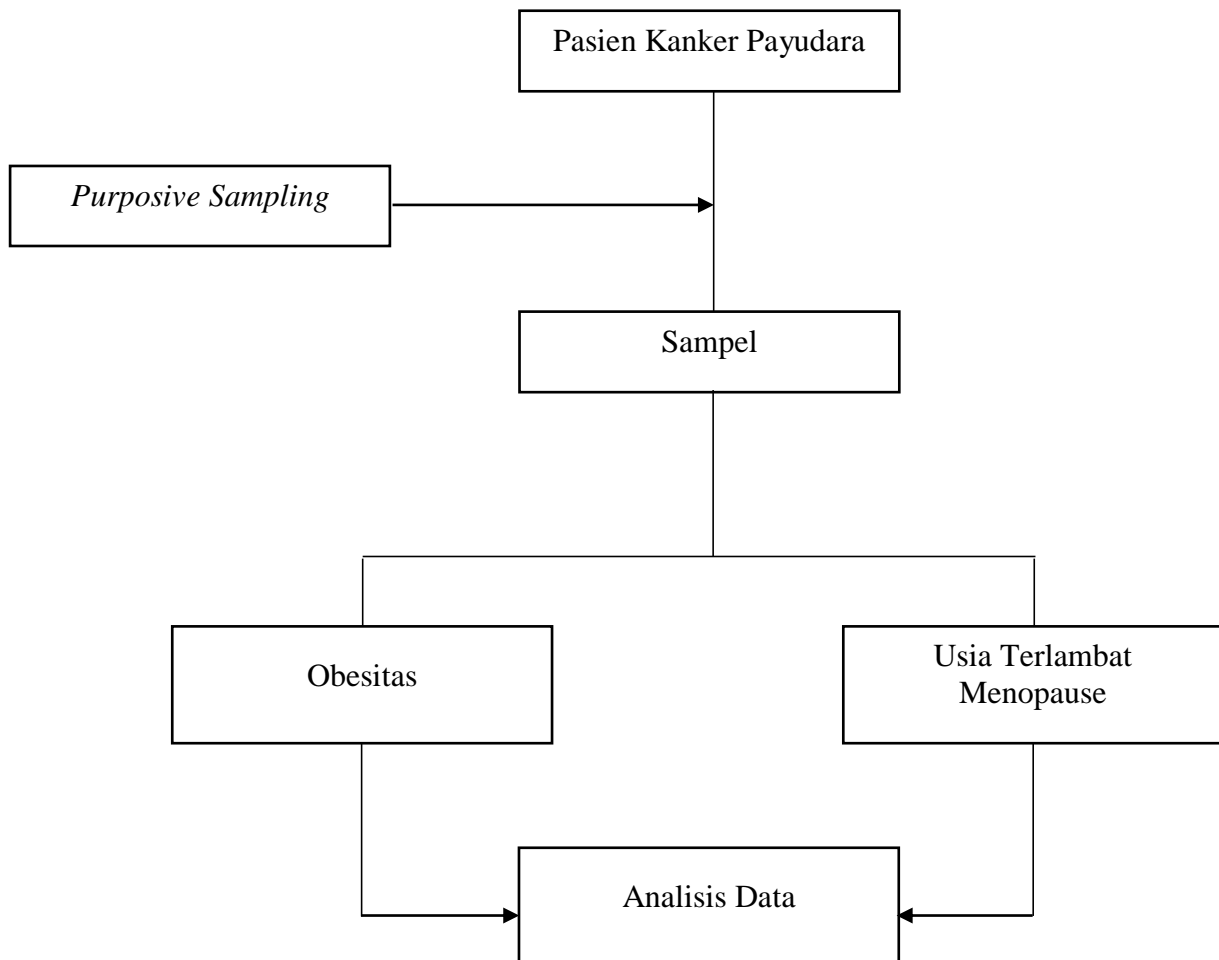 Pasien Kanker Payudara
Purposive Sampling
Sampel
Obesitas
Usia Terlambat
Menopause
Analisis Data